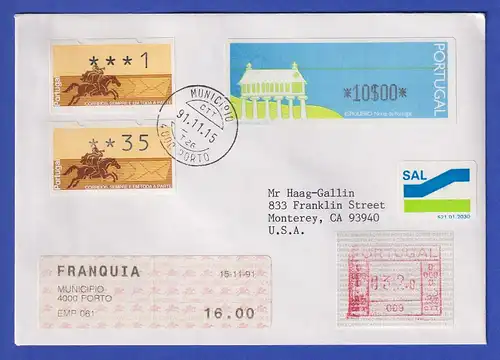 ***1
Portugal
CORREIOS, SEMPRE E EM TODA A PARTE
**35
Portugal
CORREIOS, SEMPRE E EM TODA A PARTE
MUNICIPIO
CTT
91.11.15
4000 PORTO
*10$00*
PORTUGAL
ESPIGUEIRO
SAL
Mr Haag-Gallin
833 Franklin Street
Monterey, CA 93940
U.S.A.
FRANQUIA
15-11-91
MUNICIPIO
4000 PORTO
EMP 061
16.00
PORTUGAL